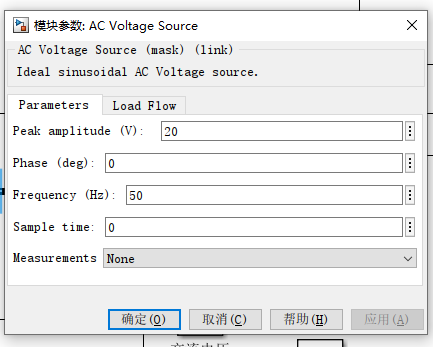 模块参数: AC Voltage Source
AC Voltage Source (mask) (link)
Ideal sinusoidal AC Voltage source.
Parameters Load Flow
Peak amplitude (V): 20
Phase (deg): 0
Frequency (Hz): 50
Sample time: 0
Measurements None
确定(O) 取消(C) 帮助(H) 应用(A)